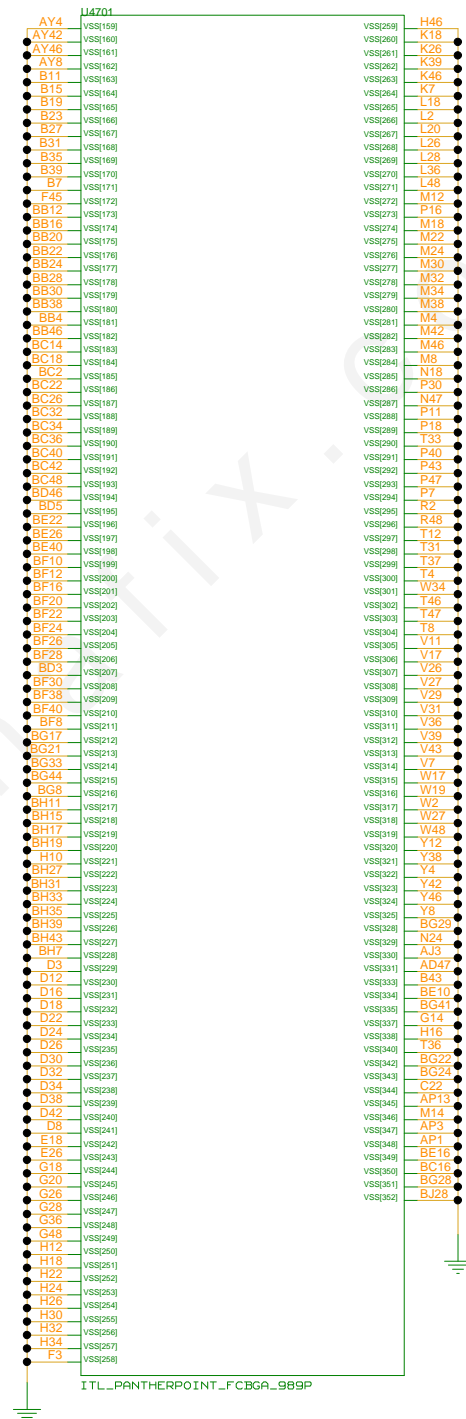 U4701
AY4 VSS[159] VSS[259] H46
AY42 VSS[160] VSS[260] K18
AY46 VSS[161] VSS[261] K26
AY8 VSS[162] VSS[262] K39
B11 VSS[163] VSS[263] K46
B15 VSS[164] VSS[264] K7
B19 VSS[165] VSS[265] L18
B23 VSS[166] VSS[266] L2
B27 VSS[167] VSS[267] L20
B31 VSS[168] VSS[268] L26
B35 VSS[169] VSS[269] L28
B39 VSS[170] VSS[270] L36
B7 VSS[171] VSS[271] L48
F45 VSS[172] VSS[272] M12
BB12 VSS[173] VSS[273] P16
BB16 VSS[174] VSS[274] M18
BB20 VSS[175] VSS[275] M22
BB22 VSS[176] VSS[276] M24
BB24 VSS[177] VSS[277] M30
BB28 VSS[178] VSS[278] M32
BB30 VSS[179] VSS[279] M34
BB38 VSS[180] VSS[280] M38
BB4 VSS[181] VSS[281] M4
BB46 VSS[182] VSS[282] M42
BC14 VSS[183] VSS[283] M46
BC18 VSS[184] VSS[284] M8
BC2 VSS[185] VSS[285] N18
BC22 VSS[186] VSS[286] P30
BC26 VSS[187] VSS[287] N47
BC32 VSS[188] VSS[288] P11
BC34 VSS[189] VSS[289] P18
BC36 VSS[190] VSS[290] T33
BC40 VSS[191] VSS[291] P40
BC42 VSS[192] VSS[292] P43
BC48 VSS[193] VSS[293] P47
BD46 VSS[194] VSS[294] P7
BD5 VSS[195] VSS[295] R2
BE22 VSS[196] VSS[296] R48
BE26 VSS[197] VSS[297] T12
BE40 VSS[198] VSS[298] T31
BF10 VSS[199] VSS[299] T37
BF12 VSS[200] VSS[300] T4
BF16 VSS[201] VSS[301] W34
BF20 VSS[202] VSS[302] T46
BF22 VSS[203] VSS[303] T47
BF24 VSS[204] VSS[304] T8
BF26 VSS[205] VSS[305] V11
BF28 VSS[206] VSS[306] V17
BD3 VSS[207] VSS[307] V26
BF30 VSS[208] VSS[308] V27
BF38 VSS[209] VSS[309] V29
BF40 VSS[210] VSS[310] V31
BF8 VSS[211] VSS[311] V36
BG17 VSS[212] VSS[312] V39
BG21 VSS[213] VSS[313] V43
BG33 VSS[214] VSS[314] V7
BG44 VSS[215] VSS[315] W17
BG8 VSS[216] VSS[316] W19
BH11 VSS[217] VSS[317] W2
BH15 VSS[218] VSS[318] W27
BH17 VSS[219] VSS[319] W48
BH19 VSS[220] VSS[320] Y12
H10 VSS[221] VSS[321] Y38
BH27 VSS[222] VSS[322] Y4
BH31 VSS[223] VSS[323] Y42
BH33 VSS[224] VSS[324] Y46
BH35 VSS[225] VSS[325] Y8
BH39 VSS[226] VSS[328] BG29
BH43 VSS[227] VSS[329] N24
BH7 VSS[228] VSS[330] AJ3
D3 VSS[229] VSS[331] AD47
D12 VSS[230] VSS[333] B43
D16 VSS[231] VSS[334] BE10
D18 VSS[232] VSS[335] BG41
D22 VSS[233] VSS[337] G14
D24 VSS[234] VSS[338] H16
D26 VSS[235] VSS[340] T36
D30 VSS[236] VSS[342] BG22
D32 VSS[237] VSS[343] BG24
D34 VSS[238] VSS[344] C22
D38 VSS[239] VSS[345] AP13
D42 VSS[240] VSS[346] M14
D8 VSS[241] VSS[347] AP3
E18 VSS[242] VSS[348] AP1
E26 VSS[243] VSS[349] BE16
G18 VSS[244] VSS[350] BC16
G20 VSS[245] VSS[351] BG28
G26 VSS[246] VSS[352] BJ28
G28 VSS[247]
G36 VSS[248]
G48 VSS[249]
H12 VSS[250]
H18 VSS[251]
H22 VSS[252]
H24 VSS[253]
H26 VSS[254]
H30 VSS[255]
H32 VSS[256]
H34 VSS[257]
F3 VSS[258]
ITL_PANTHERPOINT_FCBGA_989P